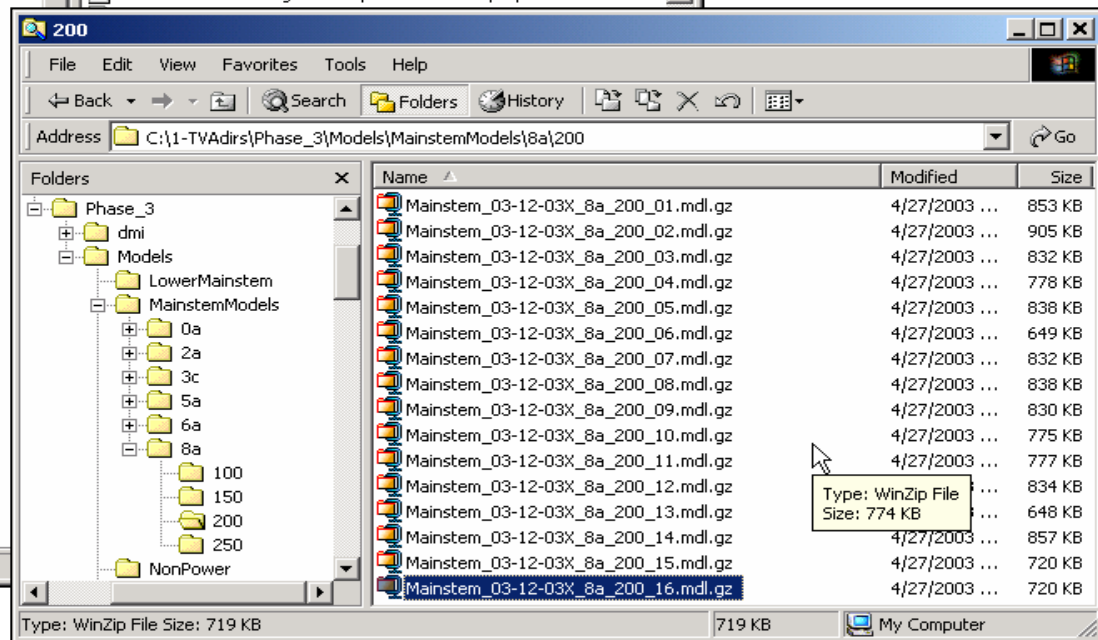 200
File Edit View Favorites Tools Help
Back Search Folders History
Address C:\1-TVAdirs\Phase_3\Models\MainstemModels\8a\200 Go
Folders
Phase_3
dmi
Models
LowerMainstem
MainstemModels
0a
2a
3c
5a
6a
8a
100
150
200
250
NonPower
Name Modified Size
Mainstem_03-12-03X_8a_200_01.mdl.gz 4/27/2003 ... 853 KB
Mainstem_03-12-03X_8a_200_02.mdl.gz 4/27/2003 ... 905 KB
Mainstem_03-12-03X_8a_200_03.mdl.gz 4/27/2003 ... 832 KB
Mainstem_03-12-03X_8a_200_04.mdl.gz 4/27/2003 ... 778 KB
Mainstem_03-12-03X_8a_200_05.mdl.gz 4/27/2003 ... 838 KB
Mainstem_03-12-03X_8a_200_06.mdl.gz 4/27/2003 ... 649 KB
Mainstem_03-12-03X_8a_200_07.mdl.gz 4/27/2003 ... 832 KB
Mainstem_03-12-03X_8a_200_08.mdl.gz 4/27/2003 ... 838 KB
Mainstem_03-12-03X_8a_200_09.mdl.gz 4/27/2003 ... 830 KB
Mainstem_03-12-03X_8a_200_10.mdl.gz 4/27/2003 ... 775 KB
Mainstem_03-12-03X_8a_200_11.mdl.gz 4/27/2003 ... 777 KB
Mainstem_03-12-03X_8a_200_12.mdl.gz ... 834 KB
Mainstem_03-12-03X_8a_200_13.mdl.gz ... 648 KB
Mainstem_03-12-03X_8a_200_14.mdl.gz 4/27/2003 ... 857 KB
Mainstem_03-12-03X_8a_200_15.mdl.gz 4/27/2003 ... 720 KB
Mainstem_03-12-03X_8a_200_16.mdl.gz 4/27/2003 ... 720 KB
Type: WinZip File
Size: 774 KB
Type: WinZip File Size: 719 KB 719 KB My Computer